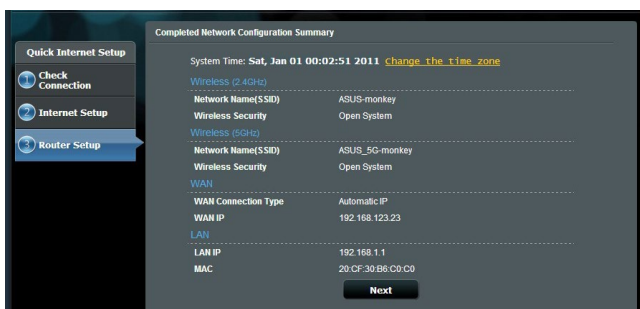 Completed Network Configuration Summary
Quick Internet Setup
1 Check Connection
2 Internet Setup
3 Router Setup
System Time: Sat, Jan 01 00:02:51 2011 Change the time zone
Wireless (2.4GHz)
Network Name(SSID) ASUS-monkey
Wireless Security Open System
Wireless (5GHz)
Network Name(SSID) ASUS_5G-monkey
Wireless Security Open System
WAN
WAN Connection Type Automatic IP
WAN IP 192.168.123.23
LAN
LAN IP 192.168.1.1
MAC 20:CF:30:B6:C0:C0
Next